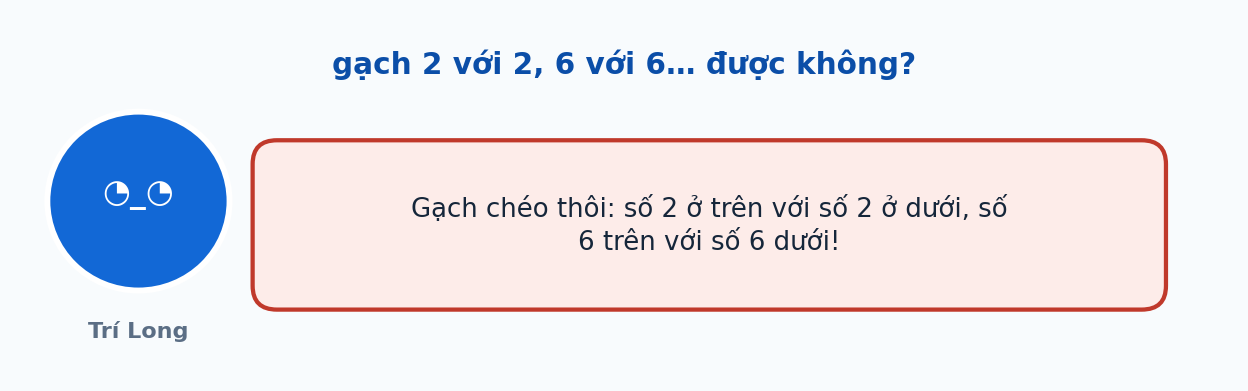 gạch 2 với 2, 6 với 6… được không?
Gạch chéo thôi: số 2 ở trên với số 2 ở dưới, số
6 trên với số 6 dưới!
◔_◔
Trí Long